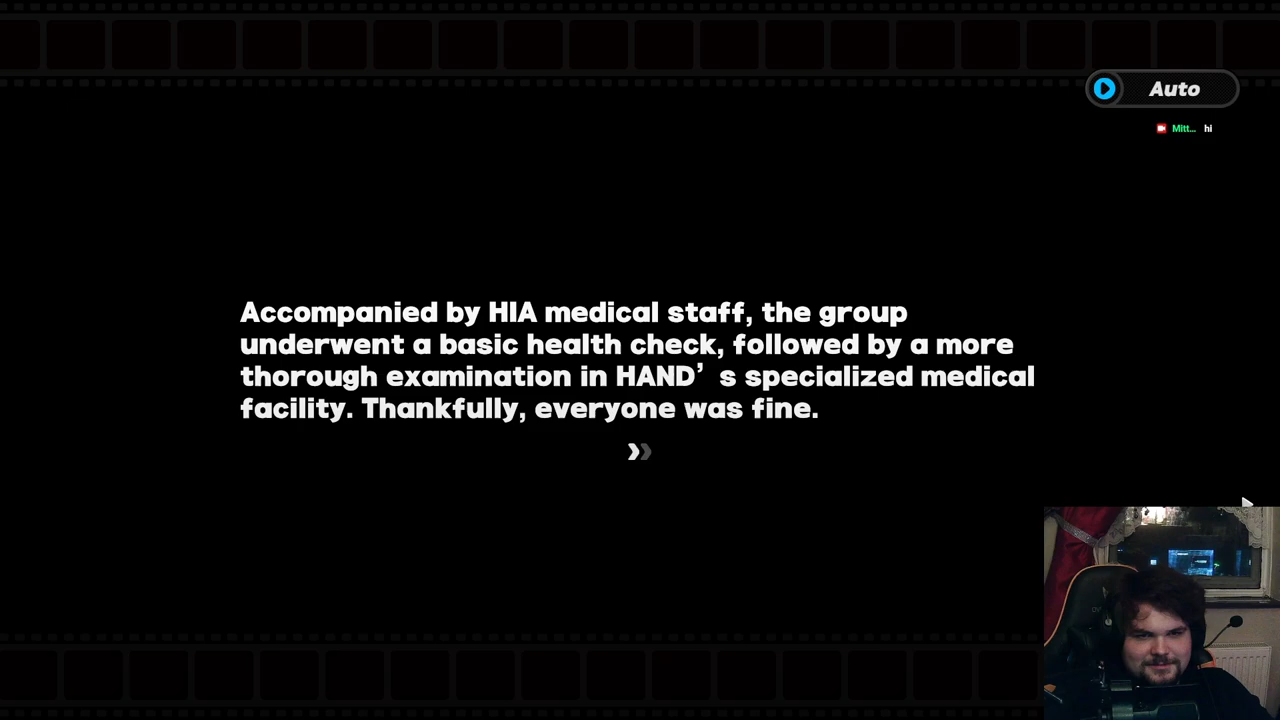 Auto
Mitt... hi
Accompanied by HIA medical staff, the group
underwent a basic health check, followed by a more
thorough examination in HAND’s specialized medical
facility. Thankfully, everyone was fine.